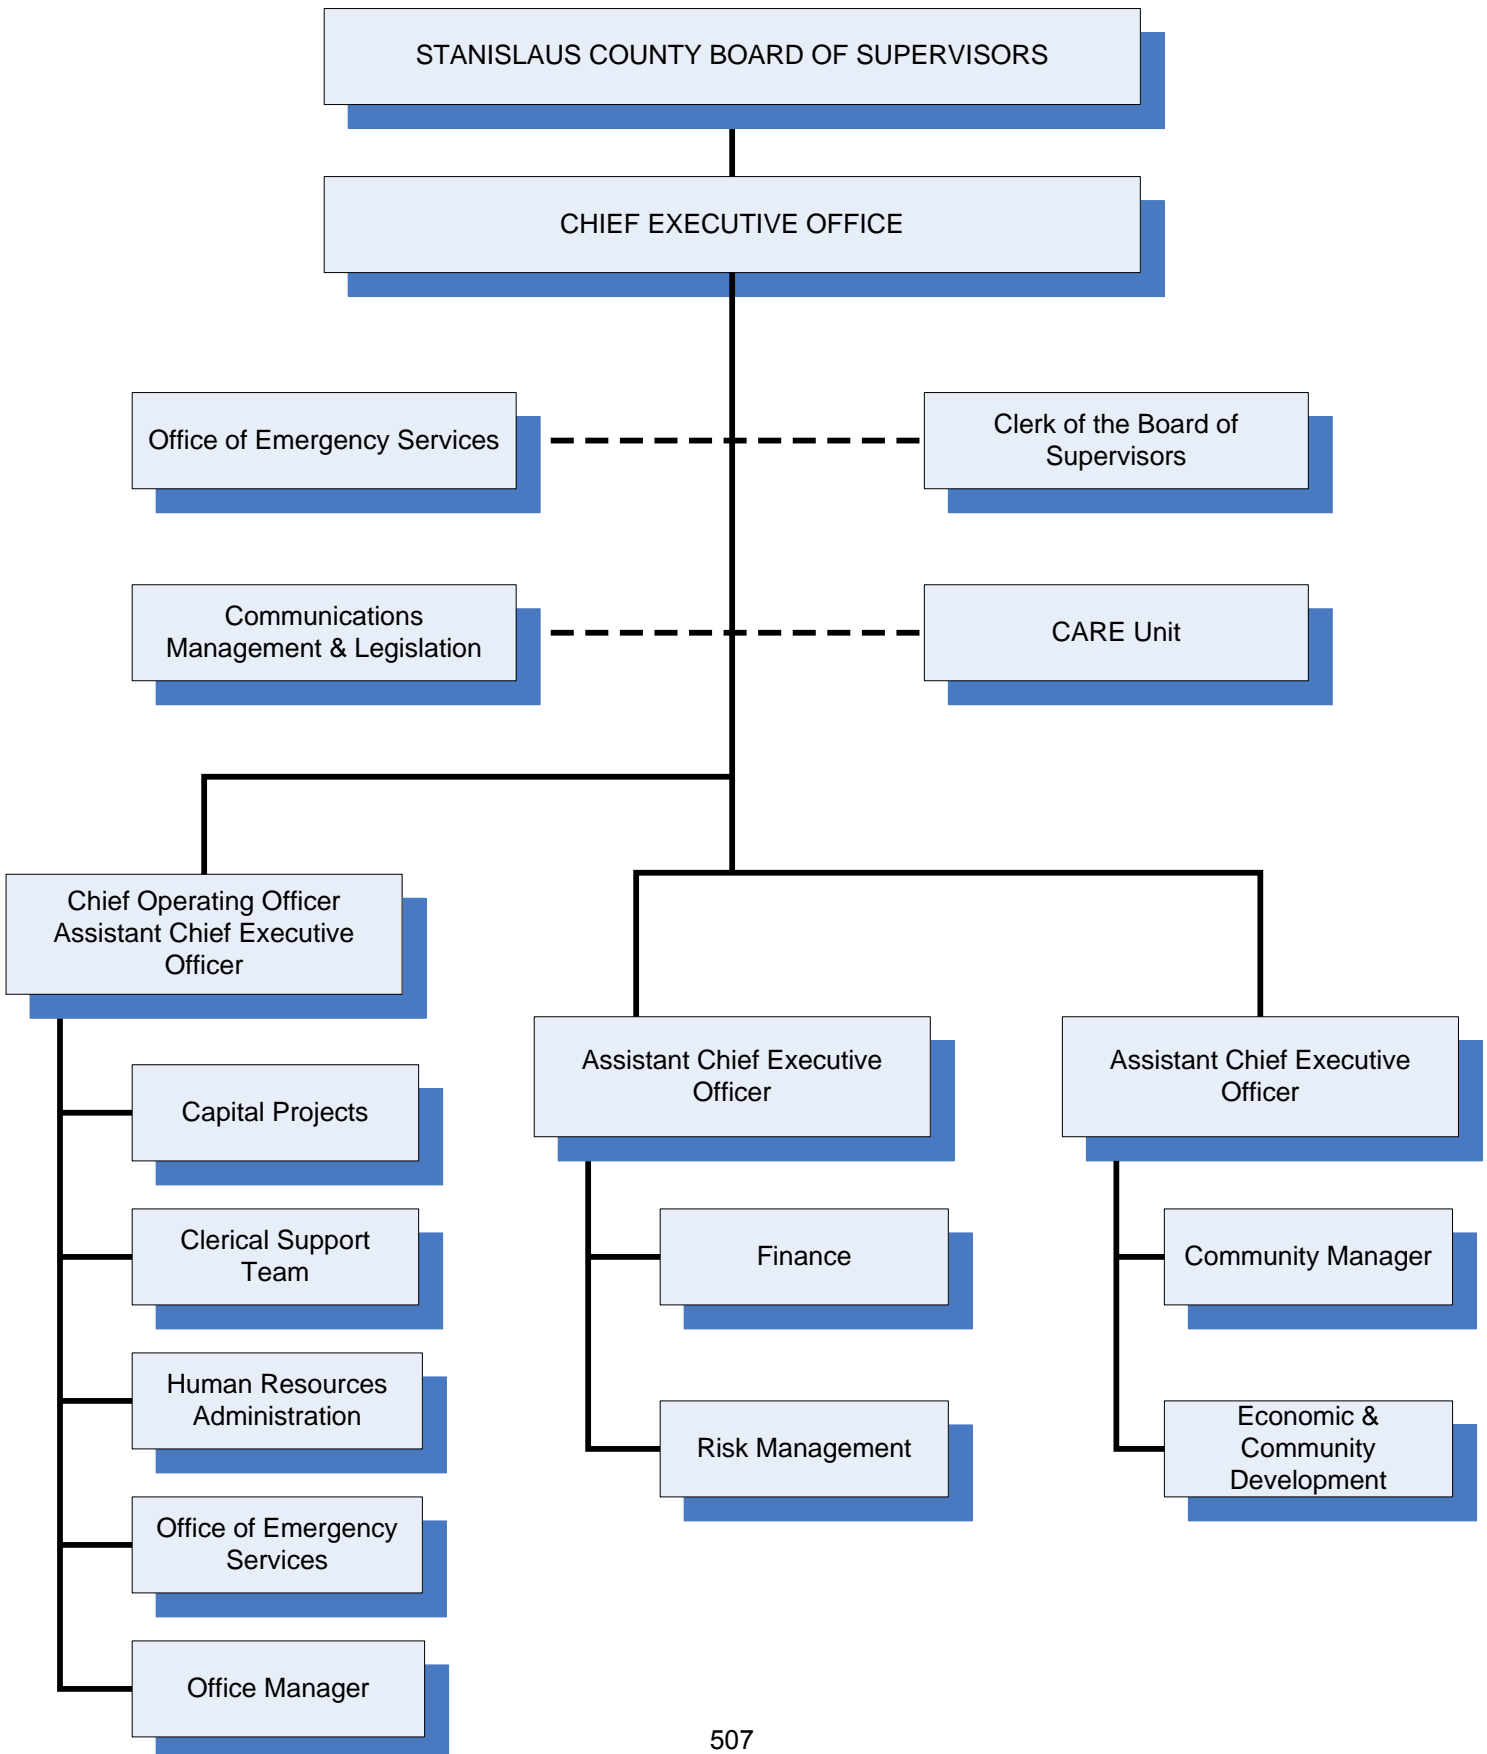 STANISLAUS COUNTY BOARD OF SUPERVISORS
CHIEF EXECUTIVE OFFICE
Office of Emergency Services
Clerk of the Board of
Supervisors
Communications
Management & Legislation
CARE Unit
Chief Operating Officer
Assistant Chief Executive
Officer
Capital Projects
Clerical Support
Team
Human Resources
Administration
Office of Emergency
Services
Office Manager
Assistant Chief Executive
Officer
Finance
Risk Management
Assistant Chief Executive
Officer
Community Manager
Economic &
Community
Development
507